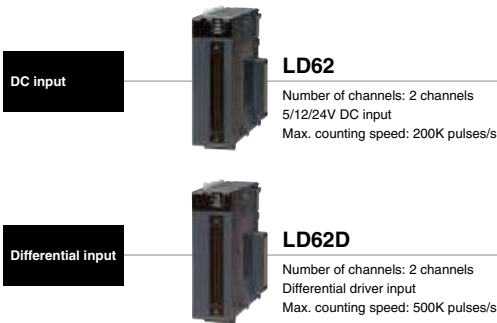 DC input
LD62
Number of channels: 2 channels
5/12/24V DC input
Max. counting speed: 200K pulses/s
Differential input
LD62D
Number of channels: 2 channels
Differential driver input
Max. counting speed: 500K pulses/s